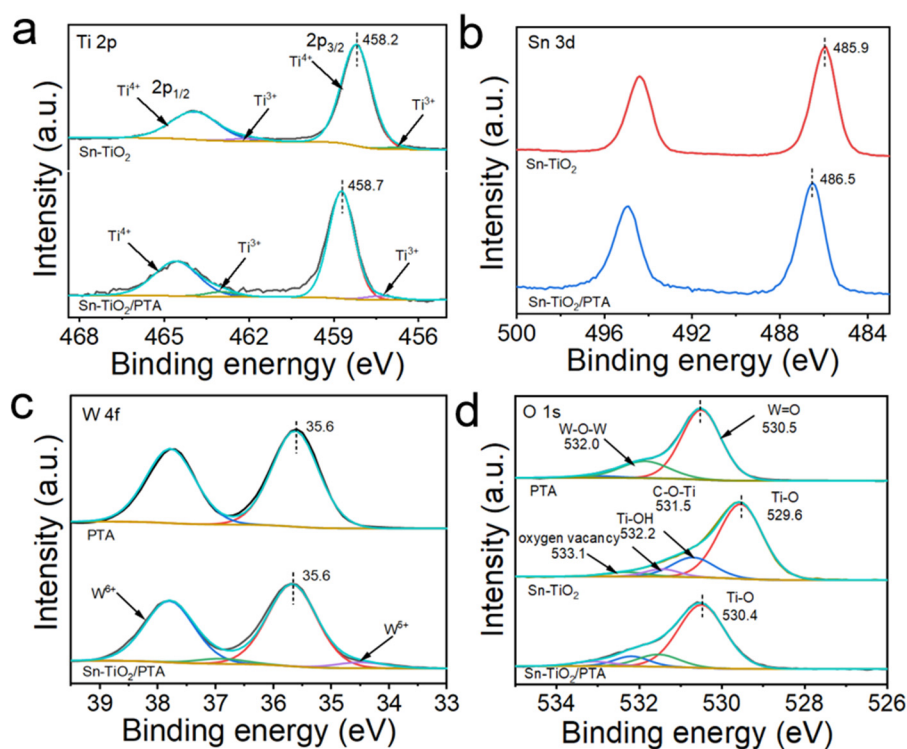 a
Ti 2p
2p3/2
458.2
Ti4+
2p1/2
Ti4+
Ti3+
Ti3+
Sn-TiO2
458.7
Ti4+
Ti3+
Ti3+
Sn-TiO2/PTA
Intensity (a.u.)
468 465 462 459 456
Binding enerngy (eV)
b
Sn 3d
485.9
Sn-TiO2
486.5
Sn-TiO2/PTA
Intensity (a.u.)
500 496 492 488 484
Binding energy (eV)
c
W 4f
35.6
PTA
35.6
W6+
W5+
Sn-TiO2/PTA
Intensity (a.u.)
39 38 37 36 35 34 33
Binding energy (eV)
d
O 1s
W-O-W
532.0
W=O
530.5
PTA
C-O-Ti
531.5
Ti-O
529.6
Ti-OH
532.2
oxygen vacancy
533.1
Sn-TiO2
Ti-O
530.4
Sn-TiO2/PTA
Intensity (a.u.)
534 532 530 528 526
Binding energy (eV)